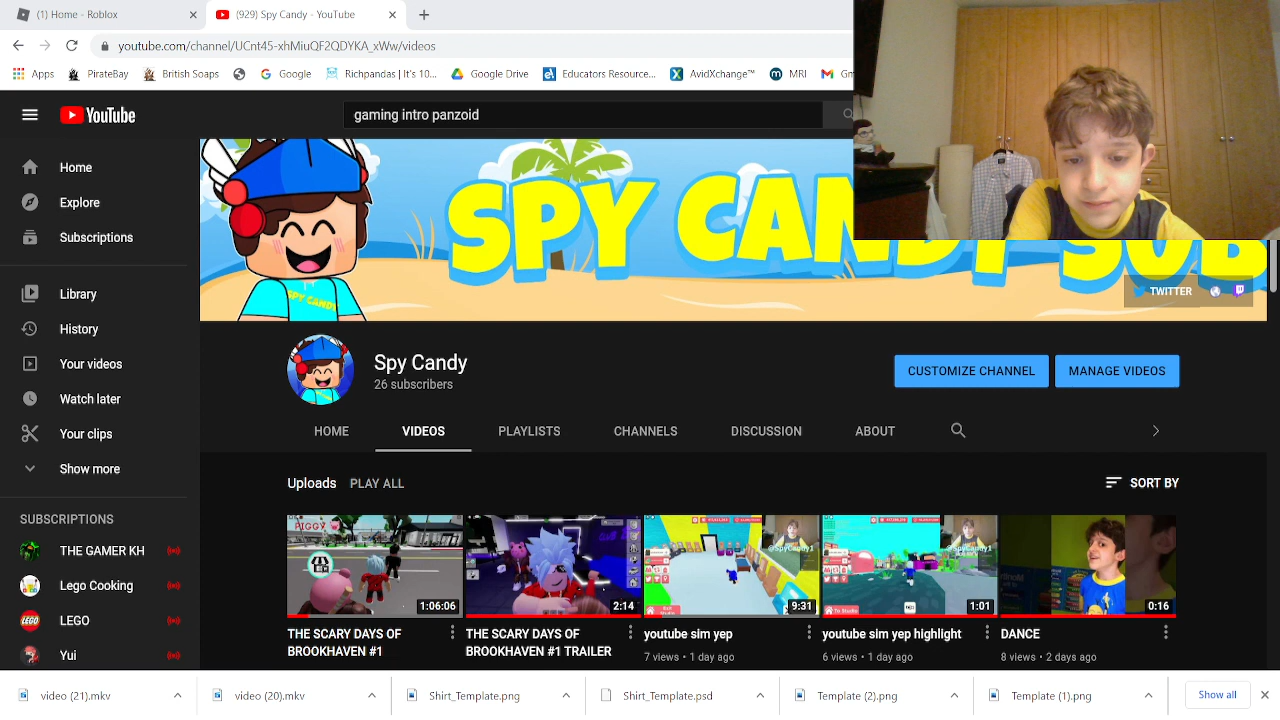 (1) Home - Roblox
(929) Spy Candy - YouTube
youtube.com/channel/UCnt45-xhMiuQF2QDYKA_xWw/videos
Apps PirateBay British Soaps Google Richpandas | It's 10... Google Drive Educators Resource... AvidXchange™ MRI Gm
YouTube
gaming intro panzoid
Home
Explore
Subscriptions
Library
History
Your videos
Watch later
Your clips
Show more
SUBSCRIPTIONS
THE GAMER KH
Lego Cooking
LEGO
Yui
SPY CANDY SUB
SPY CANDY
TWITTER
Spy Candy
26 subscribers
CUSTOMIZE CHANNEL MANAGE VIDEOS
HOME VIDEOS PLAYLISTS CHANNELS DISCUSSION ABOUT
Uploads PLAY ALL SORT BY
PIGGY
1:06:06
2:14
@SpyCandy1
9:31
@SpyCandy1
1:01
0:16
THE SCARY DAYS OF
BROOKHAVEN #1
THE SCARY DAYS OF
BROOKHAVEN #1 TRAILER
youtube sim yep
7 views • 1 day ago
youtube sim yep highlight
6 views • 1 day ago
DANCE
8 views • 2 days ago
video (21).mkv video (20).mkv Shirt_Template.png Shirt_Template.psd Template (2).png Template (1).png Show all